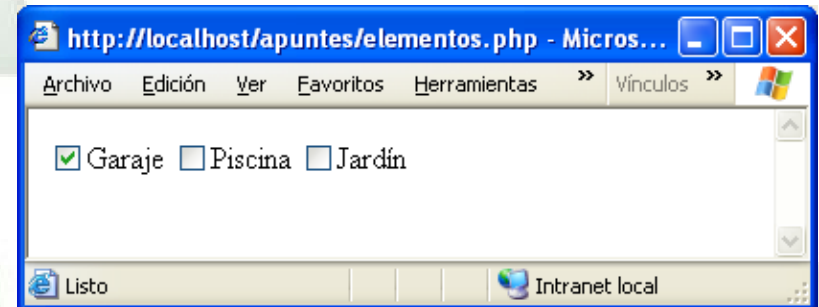 http://localhost/apuntes/elementos.php - Micros...
Archivo Edición Ver Favoritos Herramientas » Vínculos »
Garaje Piscina Jardín
Listo Intranet local